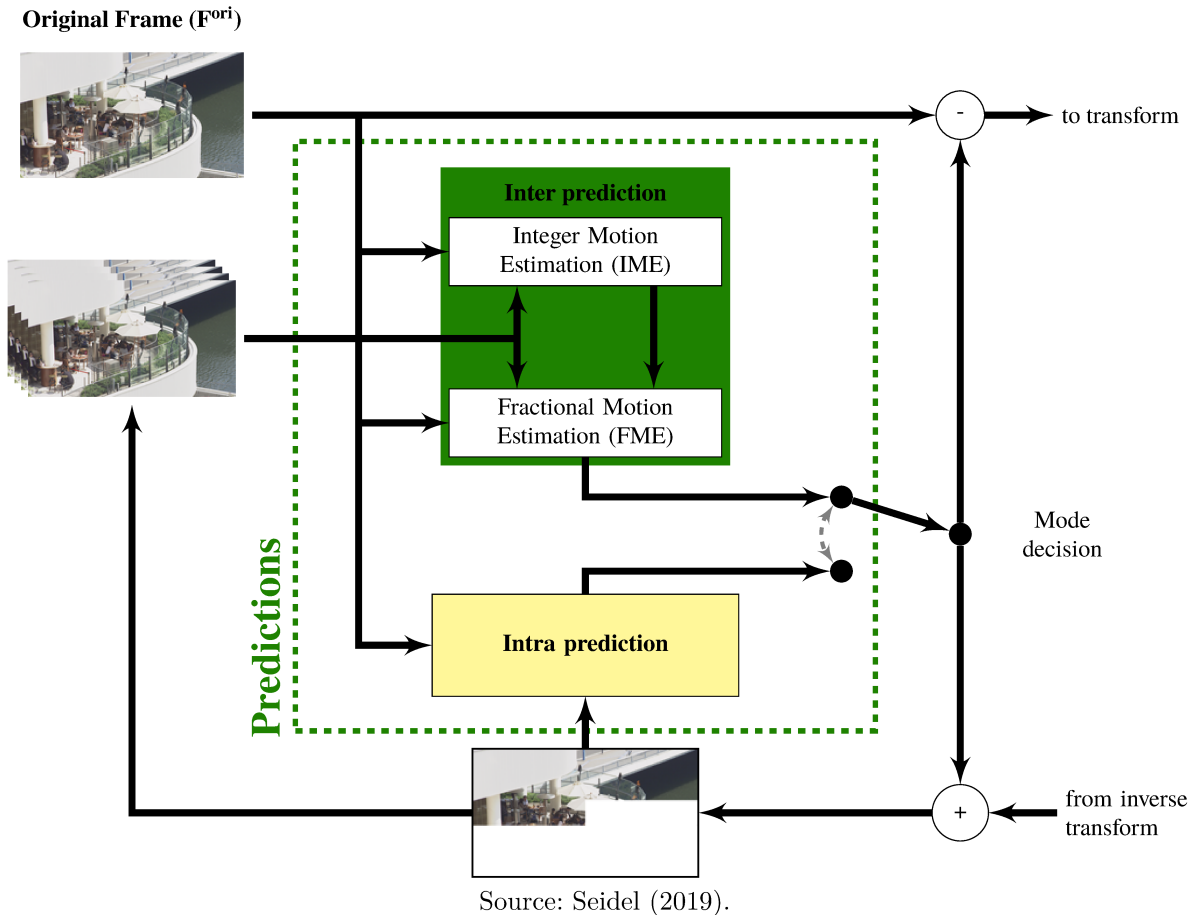 Original Frame (F^ori)
-
to transform
Inter prediction
Integer Motion
Estimation (IME)
Fractional Motion
Estimation (FME)
Mode
decision
Predictions
Intra prediction
+
from inverse
transform
Source: Seidel (2019).